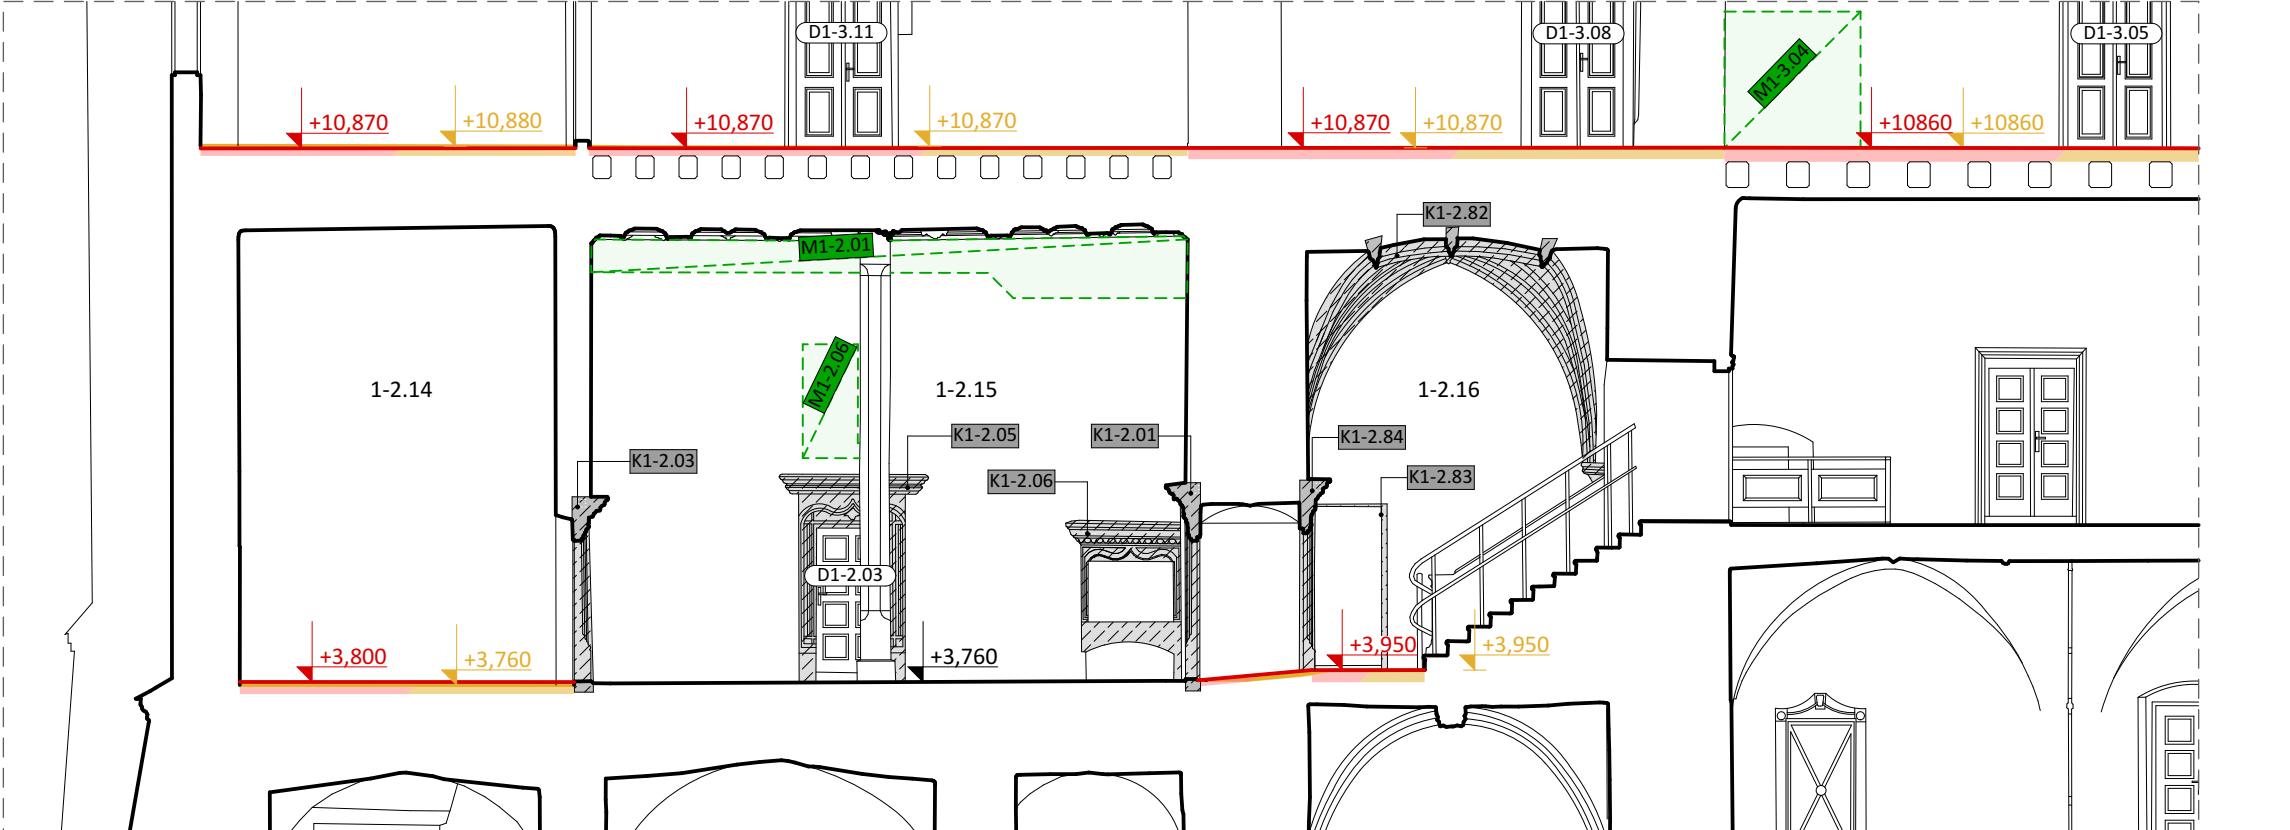 D1-3.11
D1-3.08
D1-3.05
M1-3.04
+10,870
+10,880
+10,870
+10,870
+10,870
+10,870
+10860
+10860
K1-2.82
M1-2.01
M1-2.06
1-2.14
1-2.15
1-2.16
K1-2.05
K1-2.01
K1-2.84
K1-2.03
K1-2.06
K1-2.83
D1-2.03
+3,800
+3,760
+3,760
+3,950
+3,950